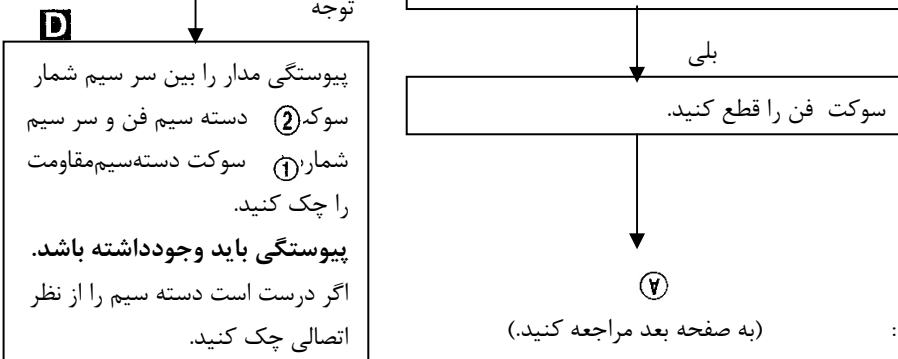 توجه
D
پیوستگی مدار را بین سر سیم شمار
سوکت ② دسته سیم فن و سر سیم
شماره ① سوکت دسته‌سیم‌مقاومت
را چک کنید.
پیوستگی باید وجودداشته باشد.
اگر درست است دسته سیم را از نظر
اتصالی چک کنید.
بلی
سوکت فن را قطع کنید.
Ⓐ
(به صفحه بعد مراجعه کنید.)
: